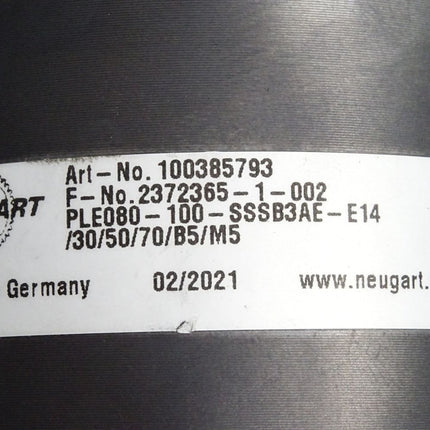 Art-No. 100385793
F-No. 2372365-1-002
ART PLE080-100-SSSB3AE-E14
/30/50/70/B5/M5
Germany 02/2021 www.neugart.